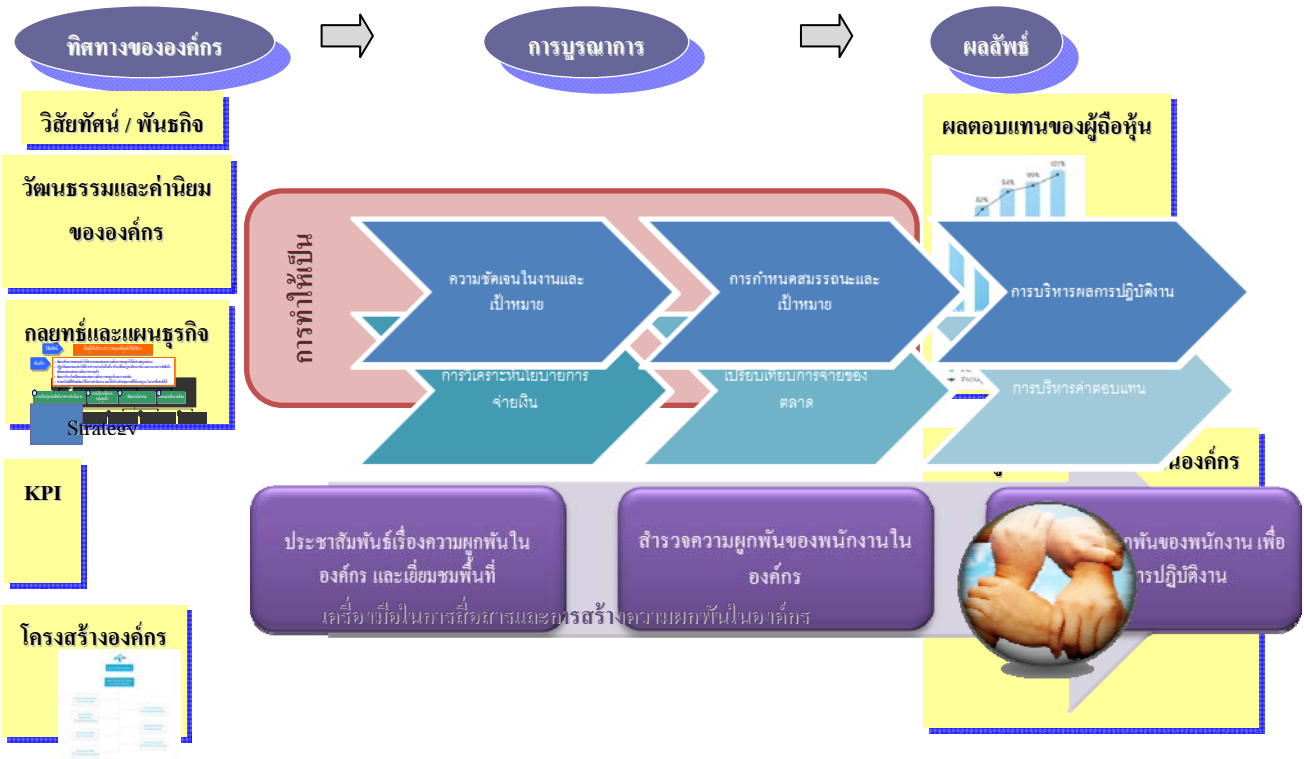 ทิศทางขององค์กร
การบูรณาการ
ผลลัพธ์
วิสัยทัศน์ / พันธกิจ
วัฒนธรรมและค่านิยม
ขององค์กร
กลยุทธ์และแผนธุรกิจ
Strategy
KPI
โครงสร้างองค์กร
การทำให้เป็น
ความชัดเจนในงานและ
เป้าหมาย
การกำหนดสมรรถนะและ
เป้าหมาย
การบริหารผลการปฏิบัติงาน
การวิเคราะห์นโยบายการ
จ่ายเงิน
เปรียบเทียบการจ่ายของ
ตลาด
การบริหารค่าตอบแทน
ประชาสัมพันธ์เรื่องความผูกพันใน
องค์กร และเยี่ยมชมพื้นที่
สำรวจความผูกพันของพนักงานใน
องค์กร
ของพนักงาน เพื่อ
การปฏิบัติงาน
เครื่องมือในการสื่อสารและการสร้างความผูกพันในองค์กร
ผลตอบแทนของผู้ถือหุ้น
82%
94%
99%
107%
องค์กร